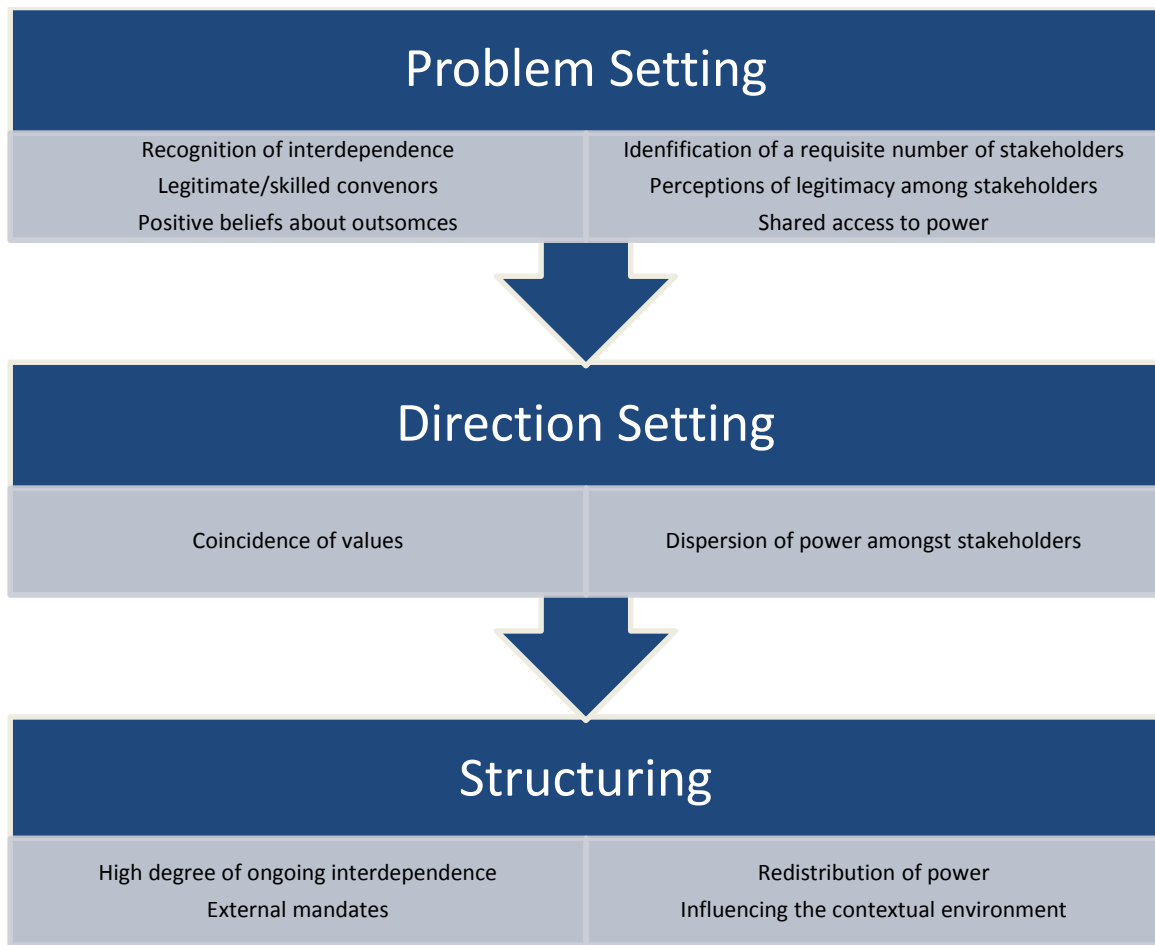 Problem Setting
Recognition of interdependence
Legitimate/skilled convenors
Positive beliefs about outsomces
Idenfification of a requisite number of stakeholders
Perceptions of legitimacy among stakeholders
Shared access to power
Direction Setting
Coincidence of values
Dispersion of power amongst stakeholders
Structuring
High degree of ongoing interdependence
External mandates
Redistribution of power
Influencing the contextual environment